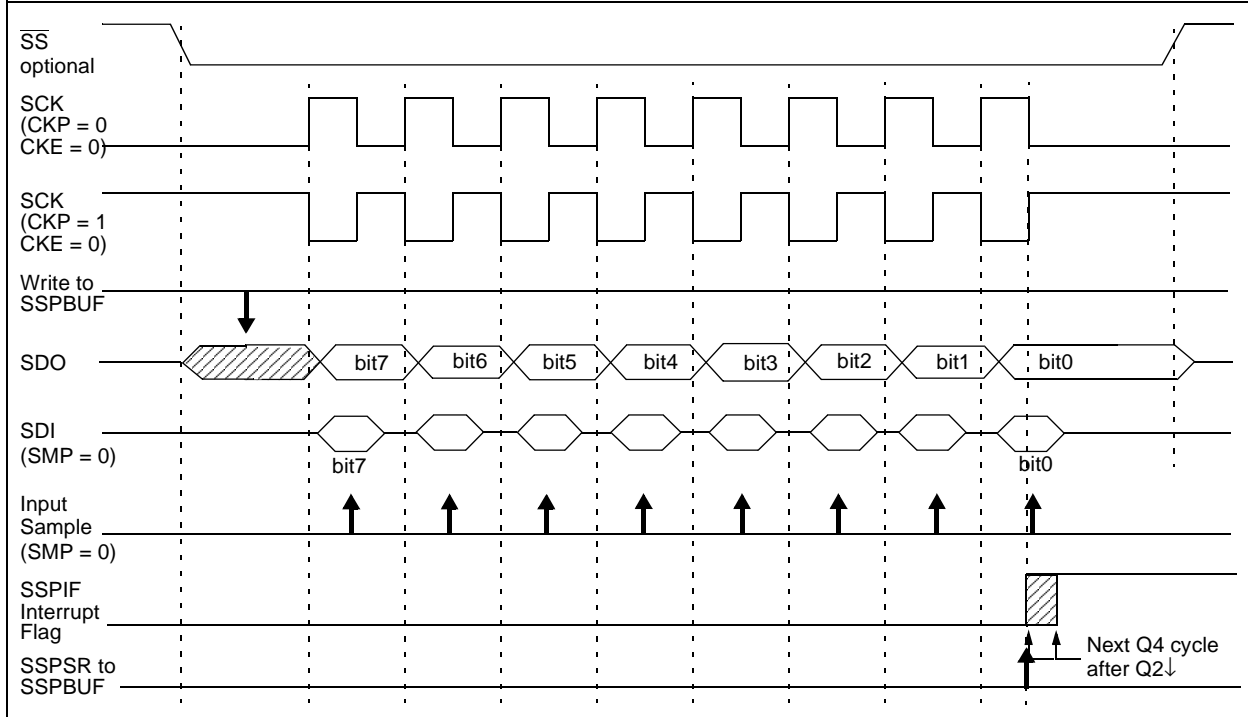 SS
optional
SCK
(CKP = 0
CKE = 0)
SCK
(CKP = 1
CKE = 0)
Write to
SSPBUF
SDO
bit7
bit6
bit5
bit4
bit3
bit2
bit1
bit0
SDI
(SMP = 0)
bit7
bit0
Input
Sample
(SMP = 0)
SSPIF
Interrupt
Flag
Next Q4 cycle
after Q2↓
SSPSR to
SSPBUF